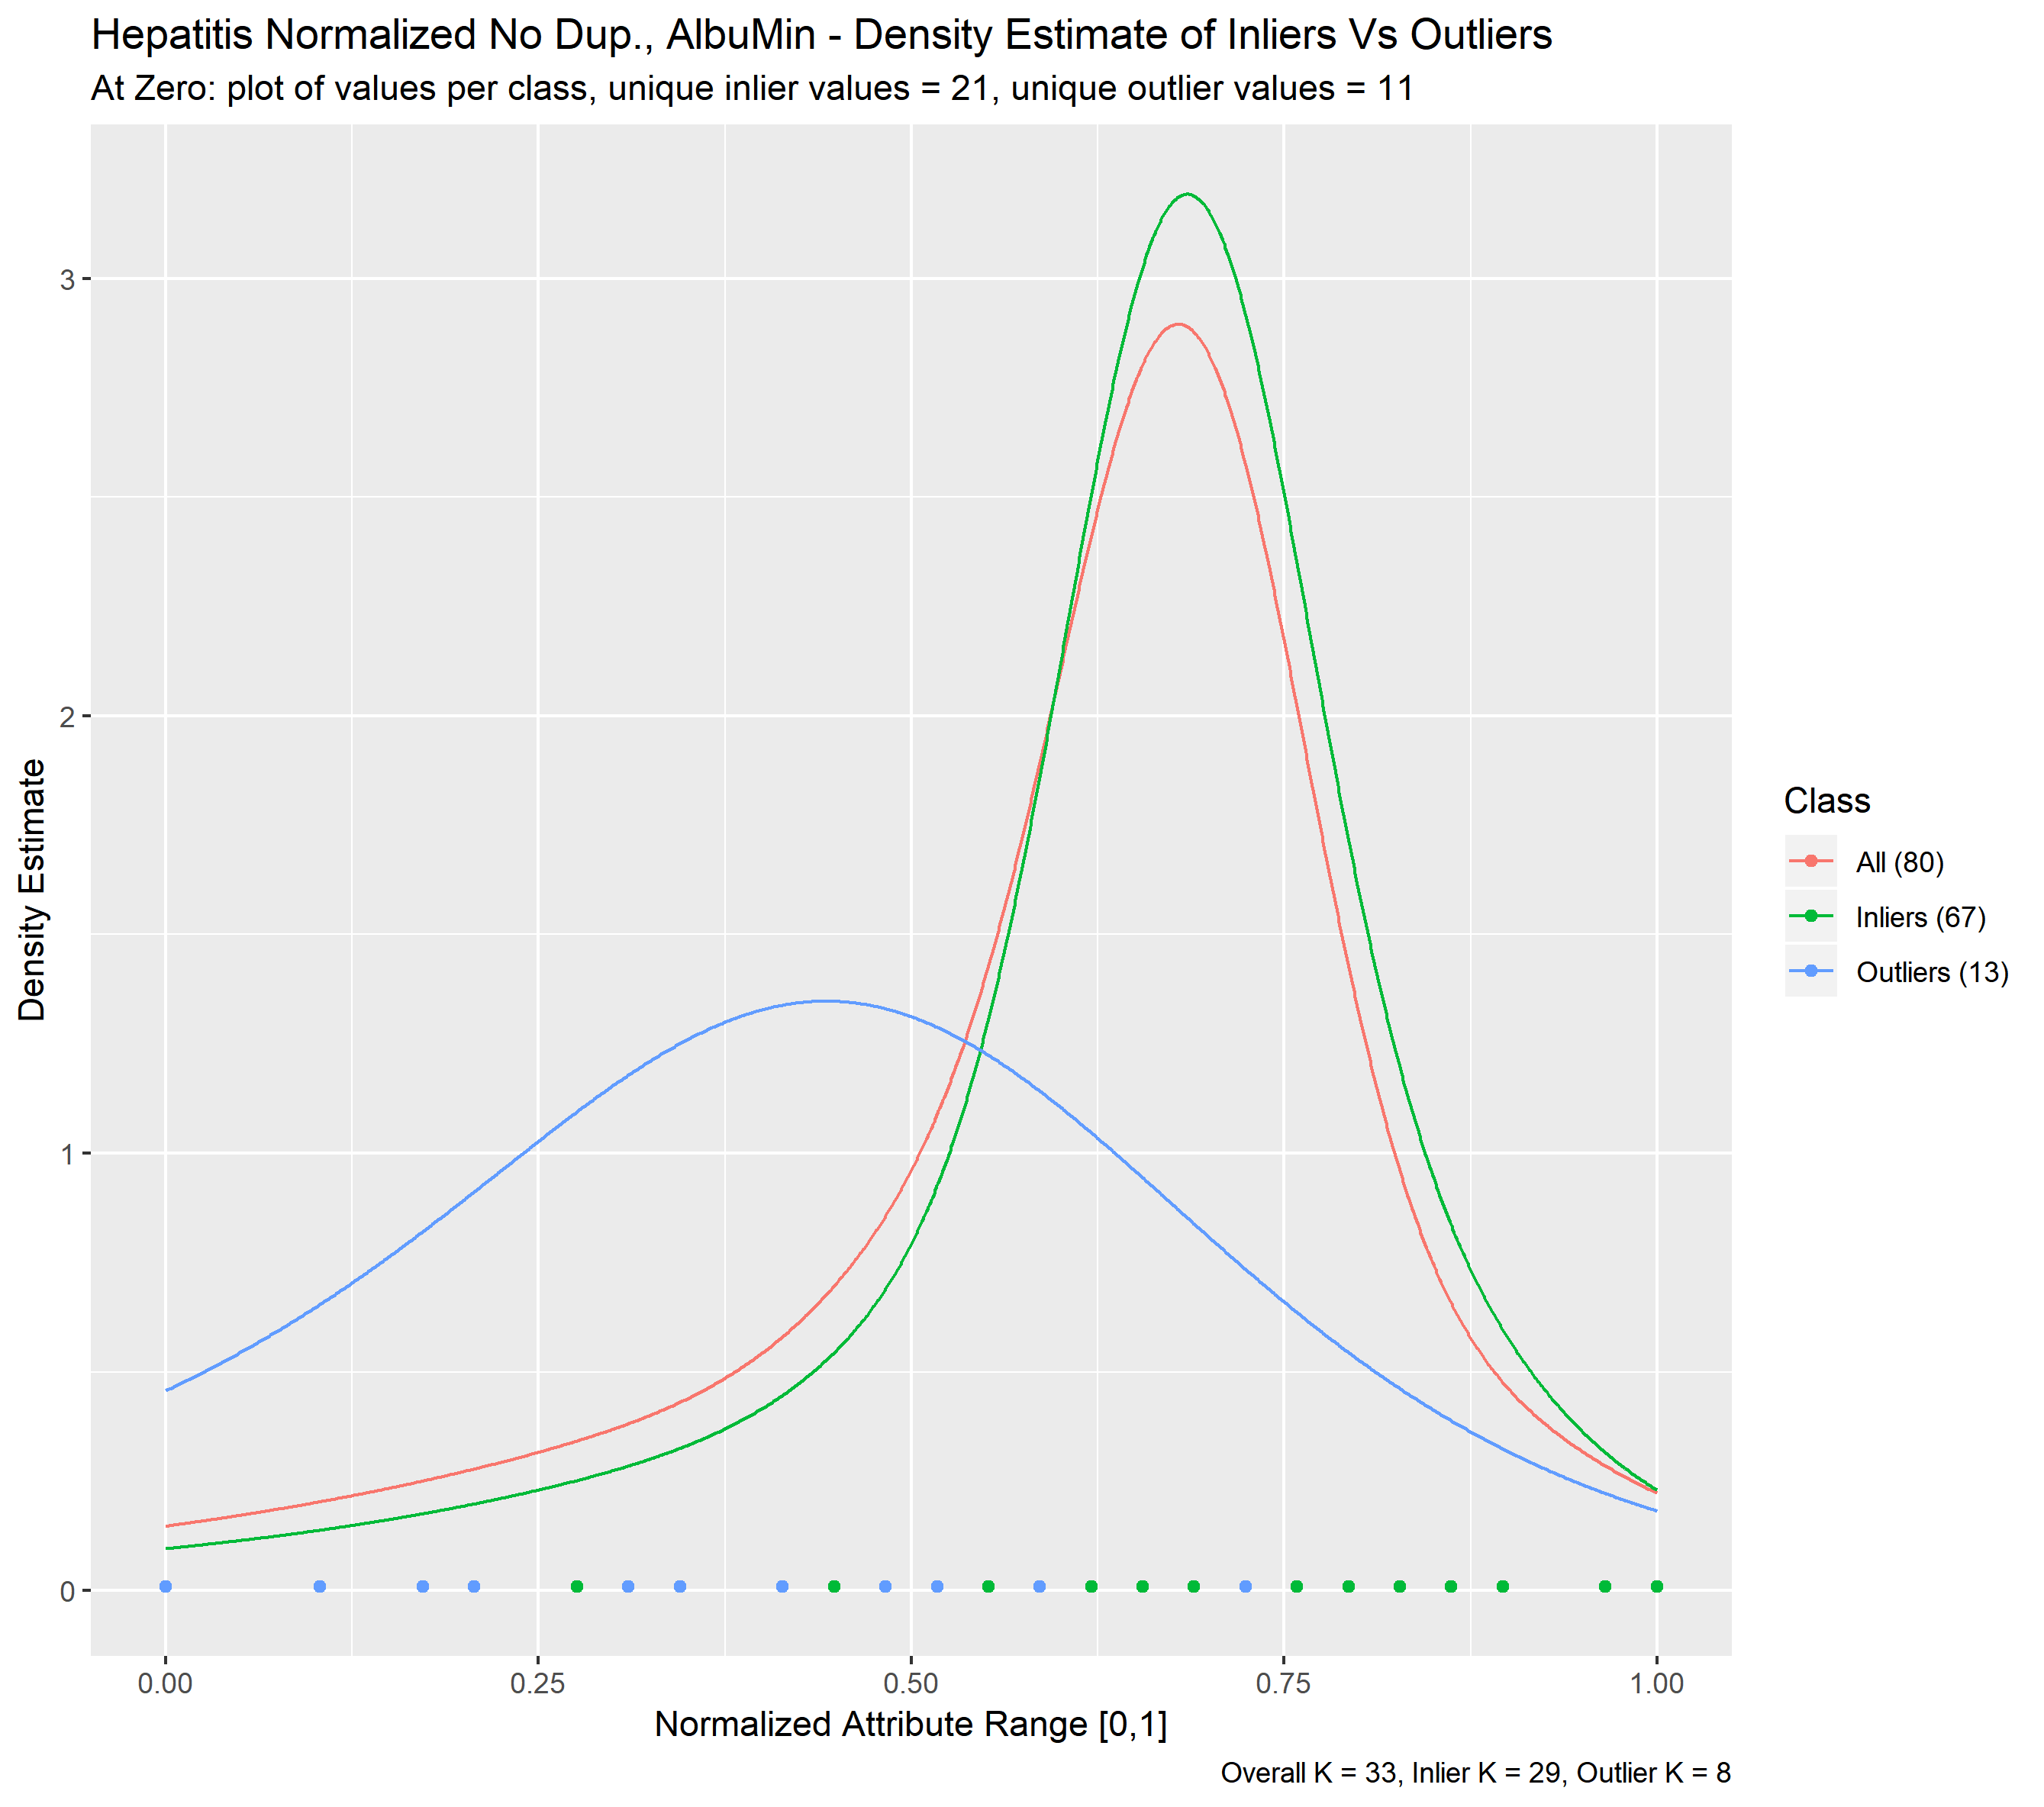 Hepatitis Normalized No Dup., AlbuMin - Density Estimate of Inliers Vs Outliers
At Zero: plot of values per class, unique inlier values = 21, unique outlier values = 11
Density Estimate
3
2
1
0
0.00
0.25
0.50
0.75
1.00
Normalized Attribute Range [0,1]
Class
All (80)
Inliers (67)
Outliers (13)
Overall K = 33, Inlier K = 29, Outlier K = 8